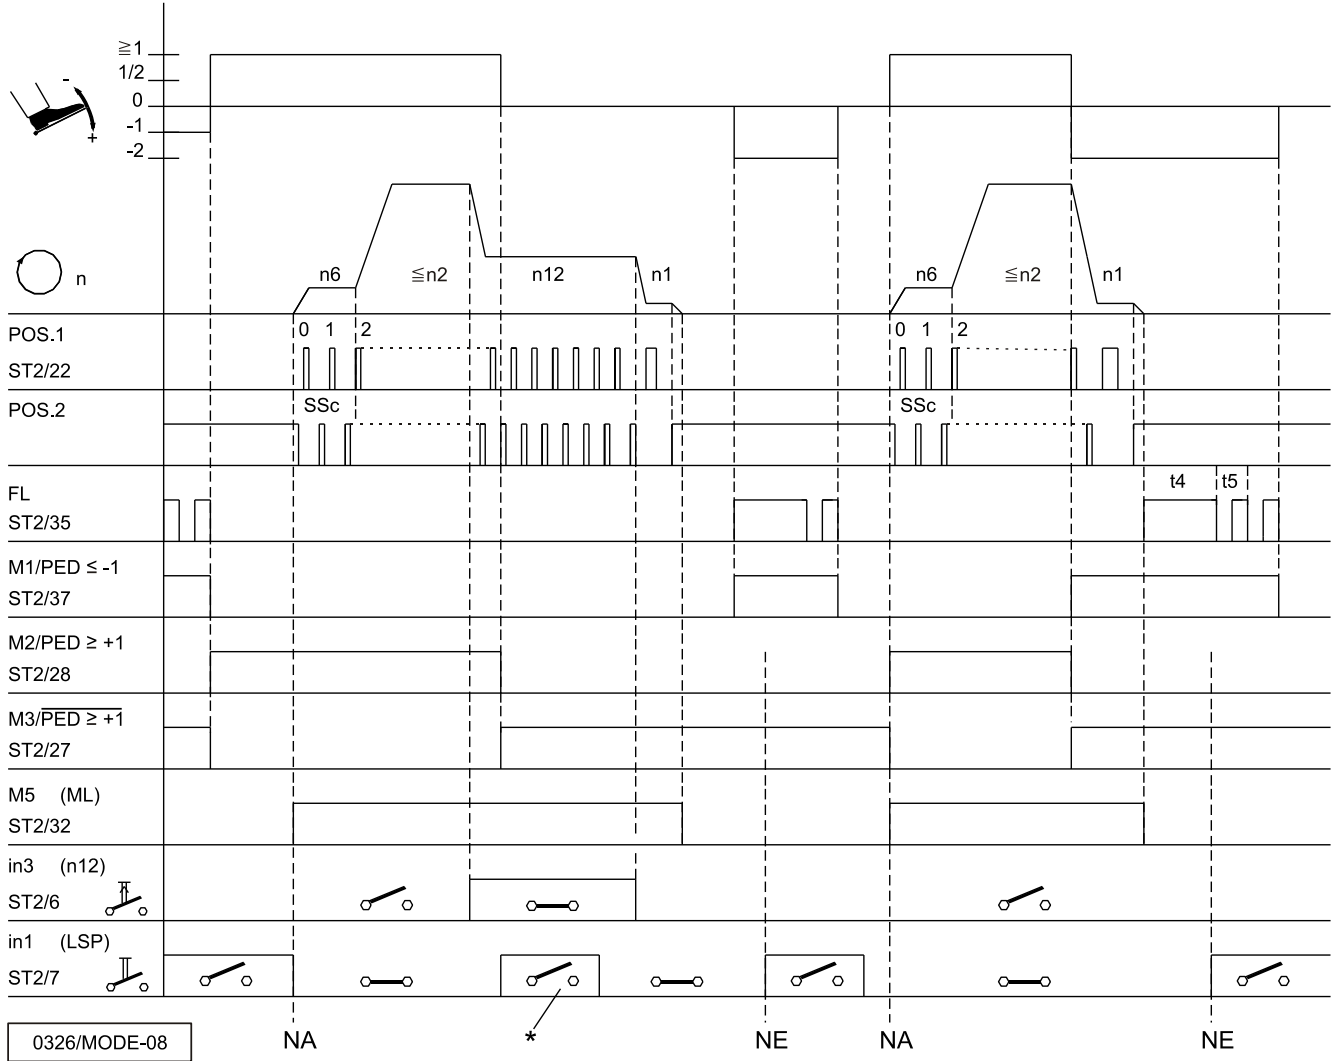 ≧1
1/2
0
-1
-2
-
+
n
n6 ≦n2 n12 n1 n6 ≦n2 n1
POS.1 0 1 2 0 1 2
ST2/22
POS.2 SSc SSc
FL t4 t5
ST2/35
M1/PED ≤ -1
ST2/37
M2/PED ≥ +1
ST2/28
M3/PED ≥ +1
ST2/27
M5 (ML)
ST2/32
in3 (n12)
ST2/6
in1 (LSP)
ST2/7
0326/MODE-08 NA * NE NA NE